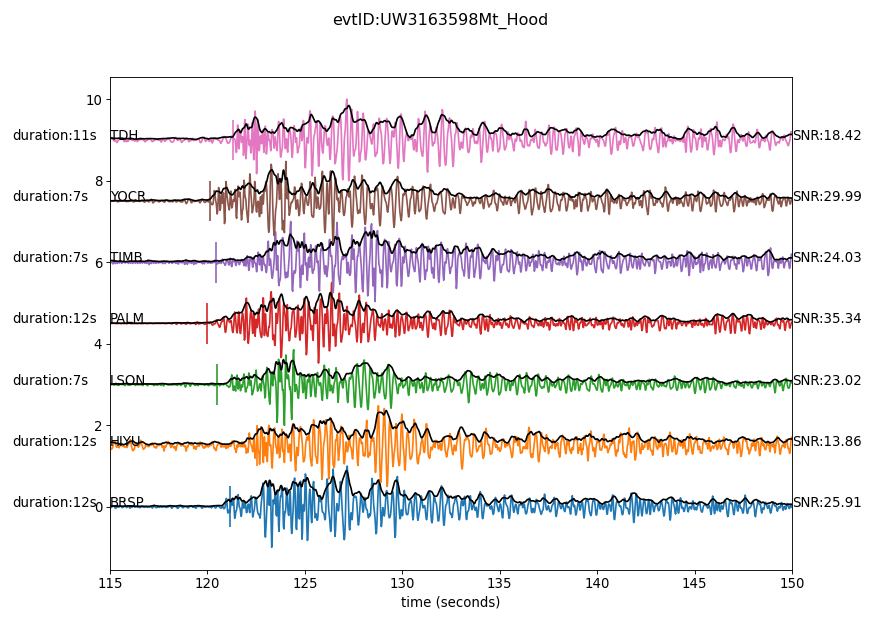 evtID:UW3163598Mt_Hood
10
duration:11s TDH SNR:18.42
8
duration:7s YOCR SNR:29.99
duration:7s TIMB SNR:24.03
6
duration:12s PALM SNR:35.34
4
duration:7s LSON SNR:23.02
2
duration:12s HIYU SNR:13.86
duration:12s BRSP SNR:25.91
0
115 120 125 130 135 140 145 150
time (seconds)